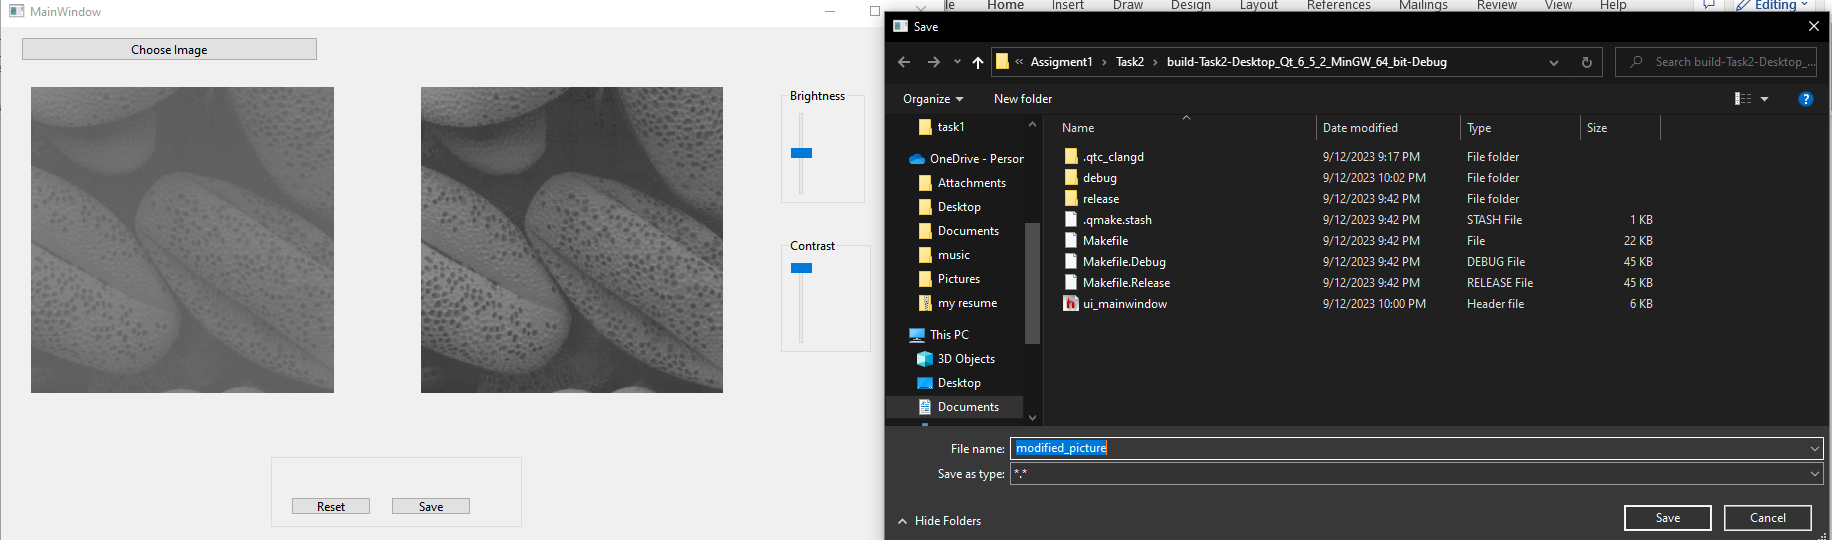 MainWindow
Choose Image
Brightness
Contrast
Reset
Save
le Home Insert Draw Design Layout References Mailings Review View Help
Editing
Save
« Assigment1 > Task2 > build-Task2-Desktop_Qt_6_5_2_MinGW_64_bit-Debug
Search build-Task2-Desktop_...
Organize New folder
task1
OneDrive - Person
Attachments
Desktop
Documents
music
Pictures
my resume
This PC
3D Objects
Desktop
Documents
Name Date modified Type Size
.qtc_clangd 9/12/2023 9:17 PM File folder
debug 9/12/2023 10:02 PM File folder
release 9/12/2023 9:42 PM File folder
.qmake.stash 9/12/2023 9:42 PM STASH File 1 KB
Makefile 9/12/2023 9:42 PM File 22 KB
Makefile.Debug 9/12/2023 9:42 PM DEBUG File 45 KB
Makefile.Release 9/12/2023 9:42 PM RELEASE File 45 KB
ui_mainwindow 9/12/2023 10:00 PM Header file 6 KB
File name: modified_picture
Save as type: *.*
Hide Folders
Save Cancel